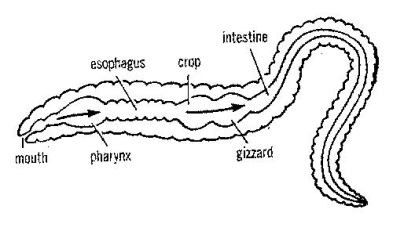 intestine
esophagus
crop
mouth
pharynx
gizzard